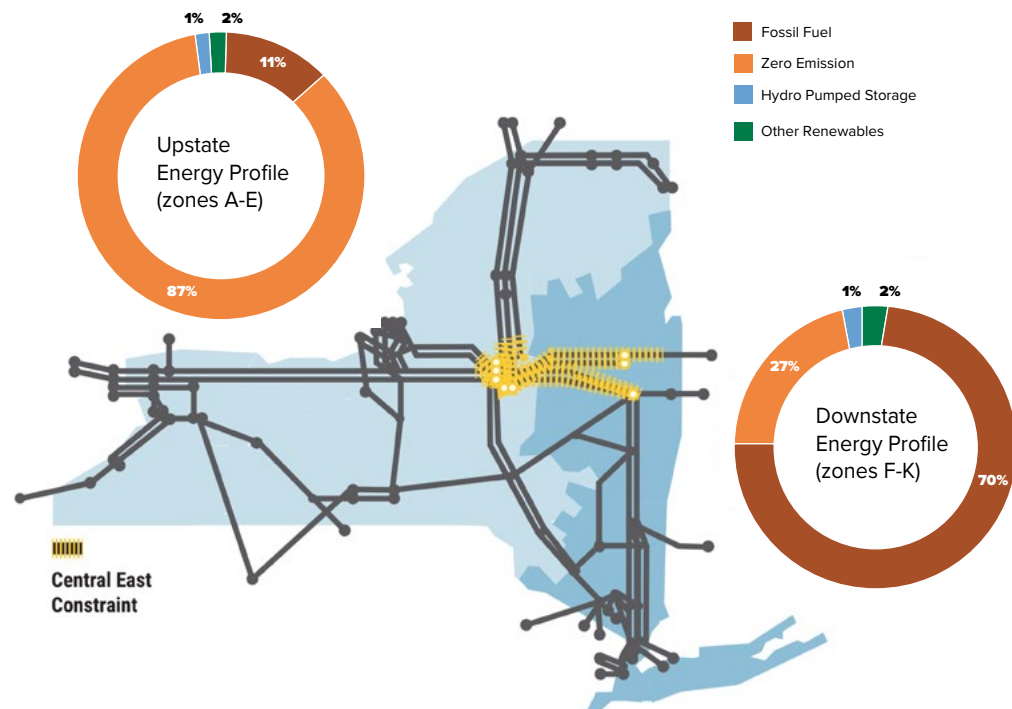 1%
2%
11%
Upstate
Energy Profile
(zones A-E)
87%
Fossil Fuel
Zero Emission
Hydro Pumped Storage
Other Renewables
1%
2%
27%
Downstate
Energy Profile
(zones F-K)
70%
Central East
Constraint